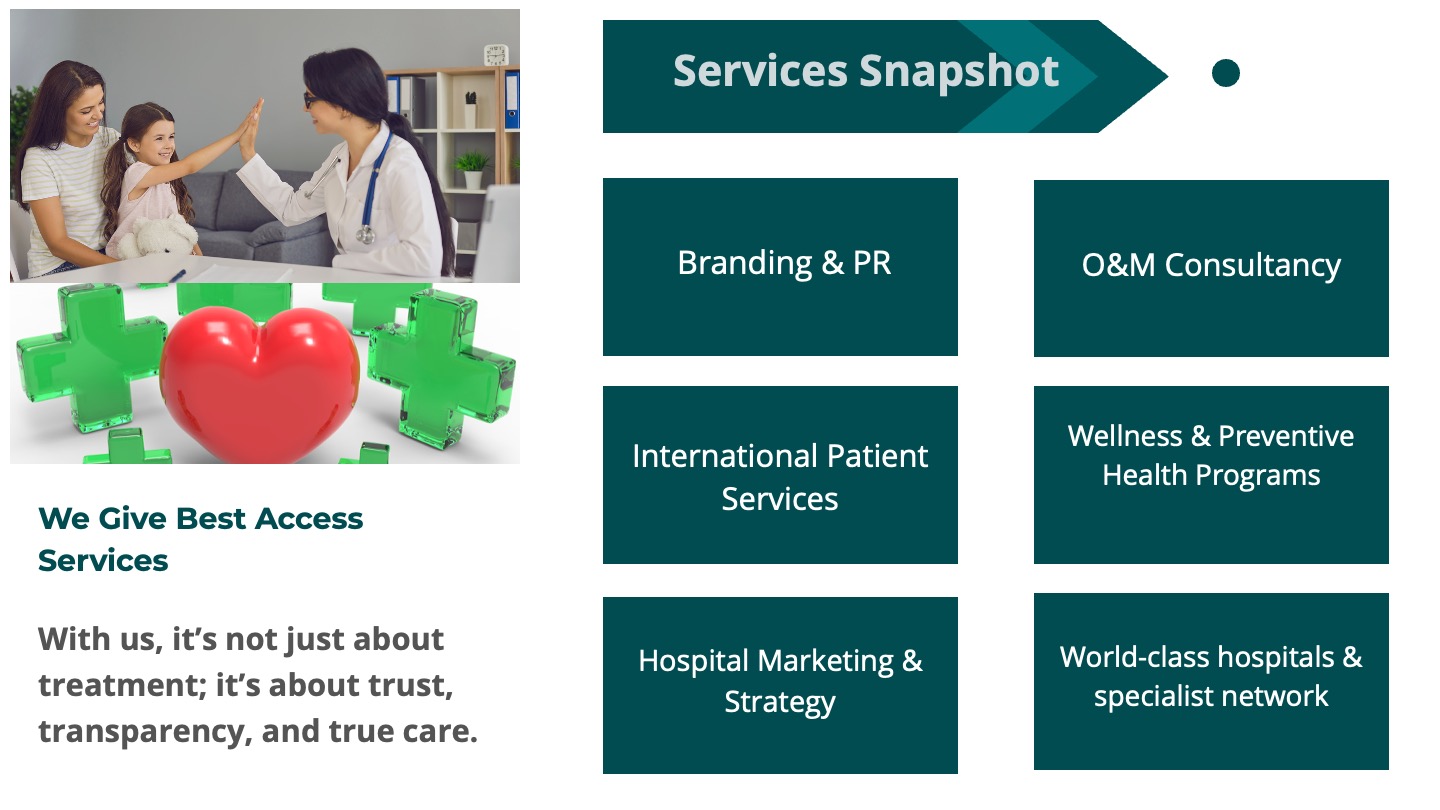 We Give Best Access
Services
With us, it’s not just about
treatment; it’s about trust,
transparency, and true care.
Services Snapshot
Branding & PR
O&M Consultancy
International Patient
Services
Wellness & Preventive
Health Programs
Hospital Marketing &
Strategy
World-class hospitals &
specialist network